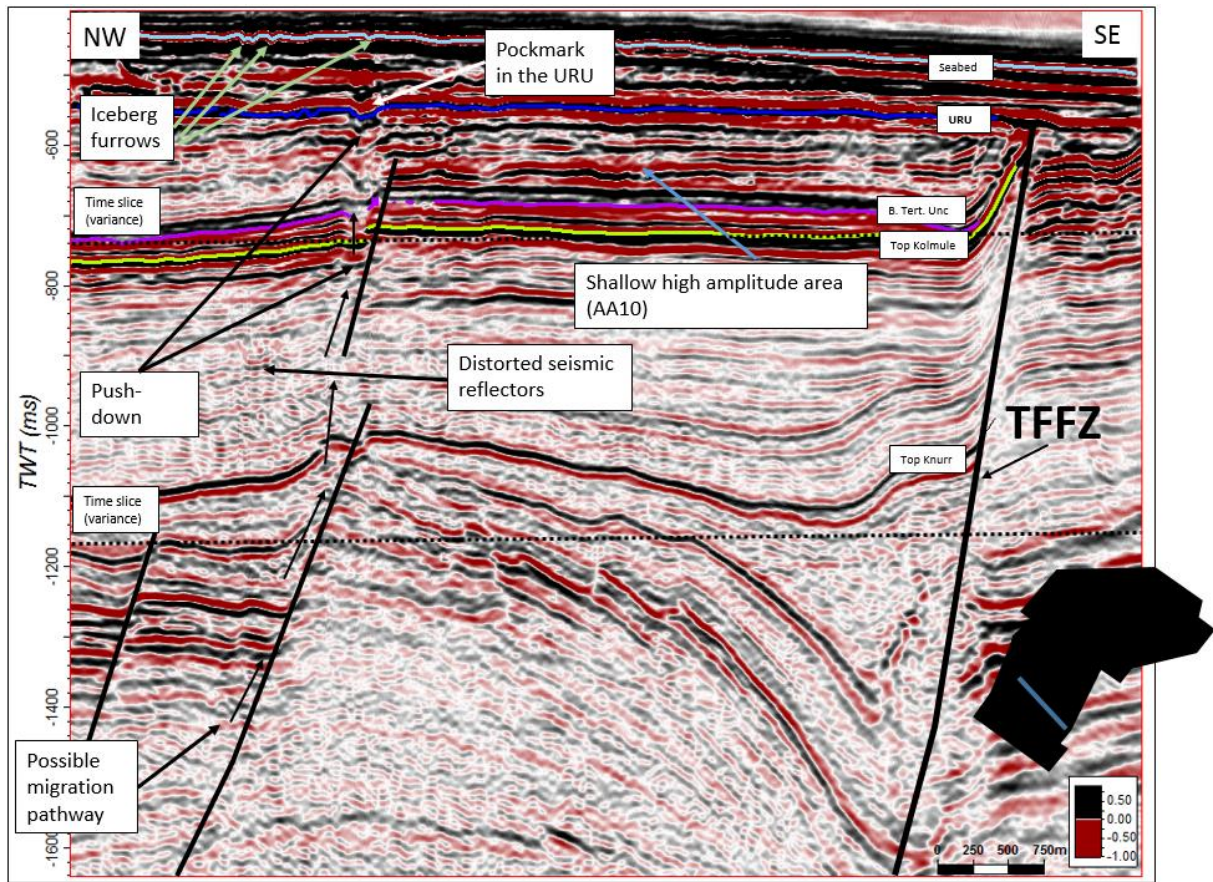 NW
SE
Pockmark
in the URU
Seabed
Iceberg
furrows
URU
-600
Time slice
(variance)
B. Tert. Unc
Top Kolmule
-800
Shallow high amplitude area
(AA10)
Distorted seismic
reflectors
Push-
down
TWT (ms)
-1000
TFFZ
Top Knurr
Time slice
(variance)
-1200
-1400
Possible
migration
pathway
0.50
0.00
-0.50
-1.00
0 250 500 750m
-1600